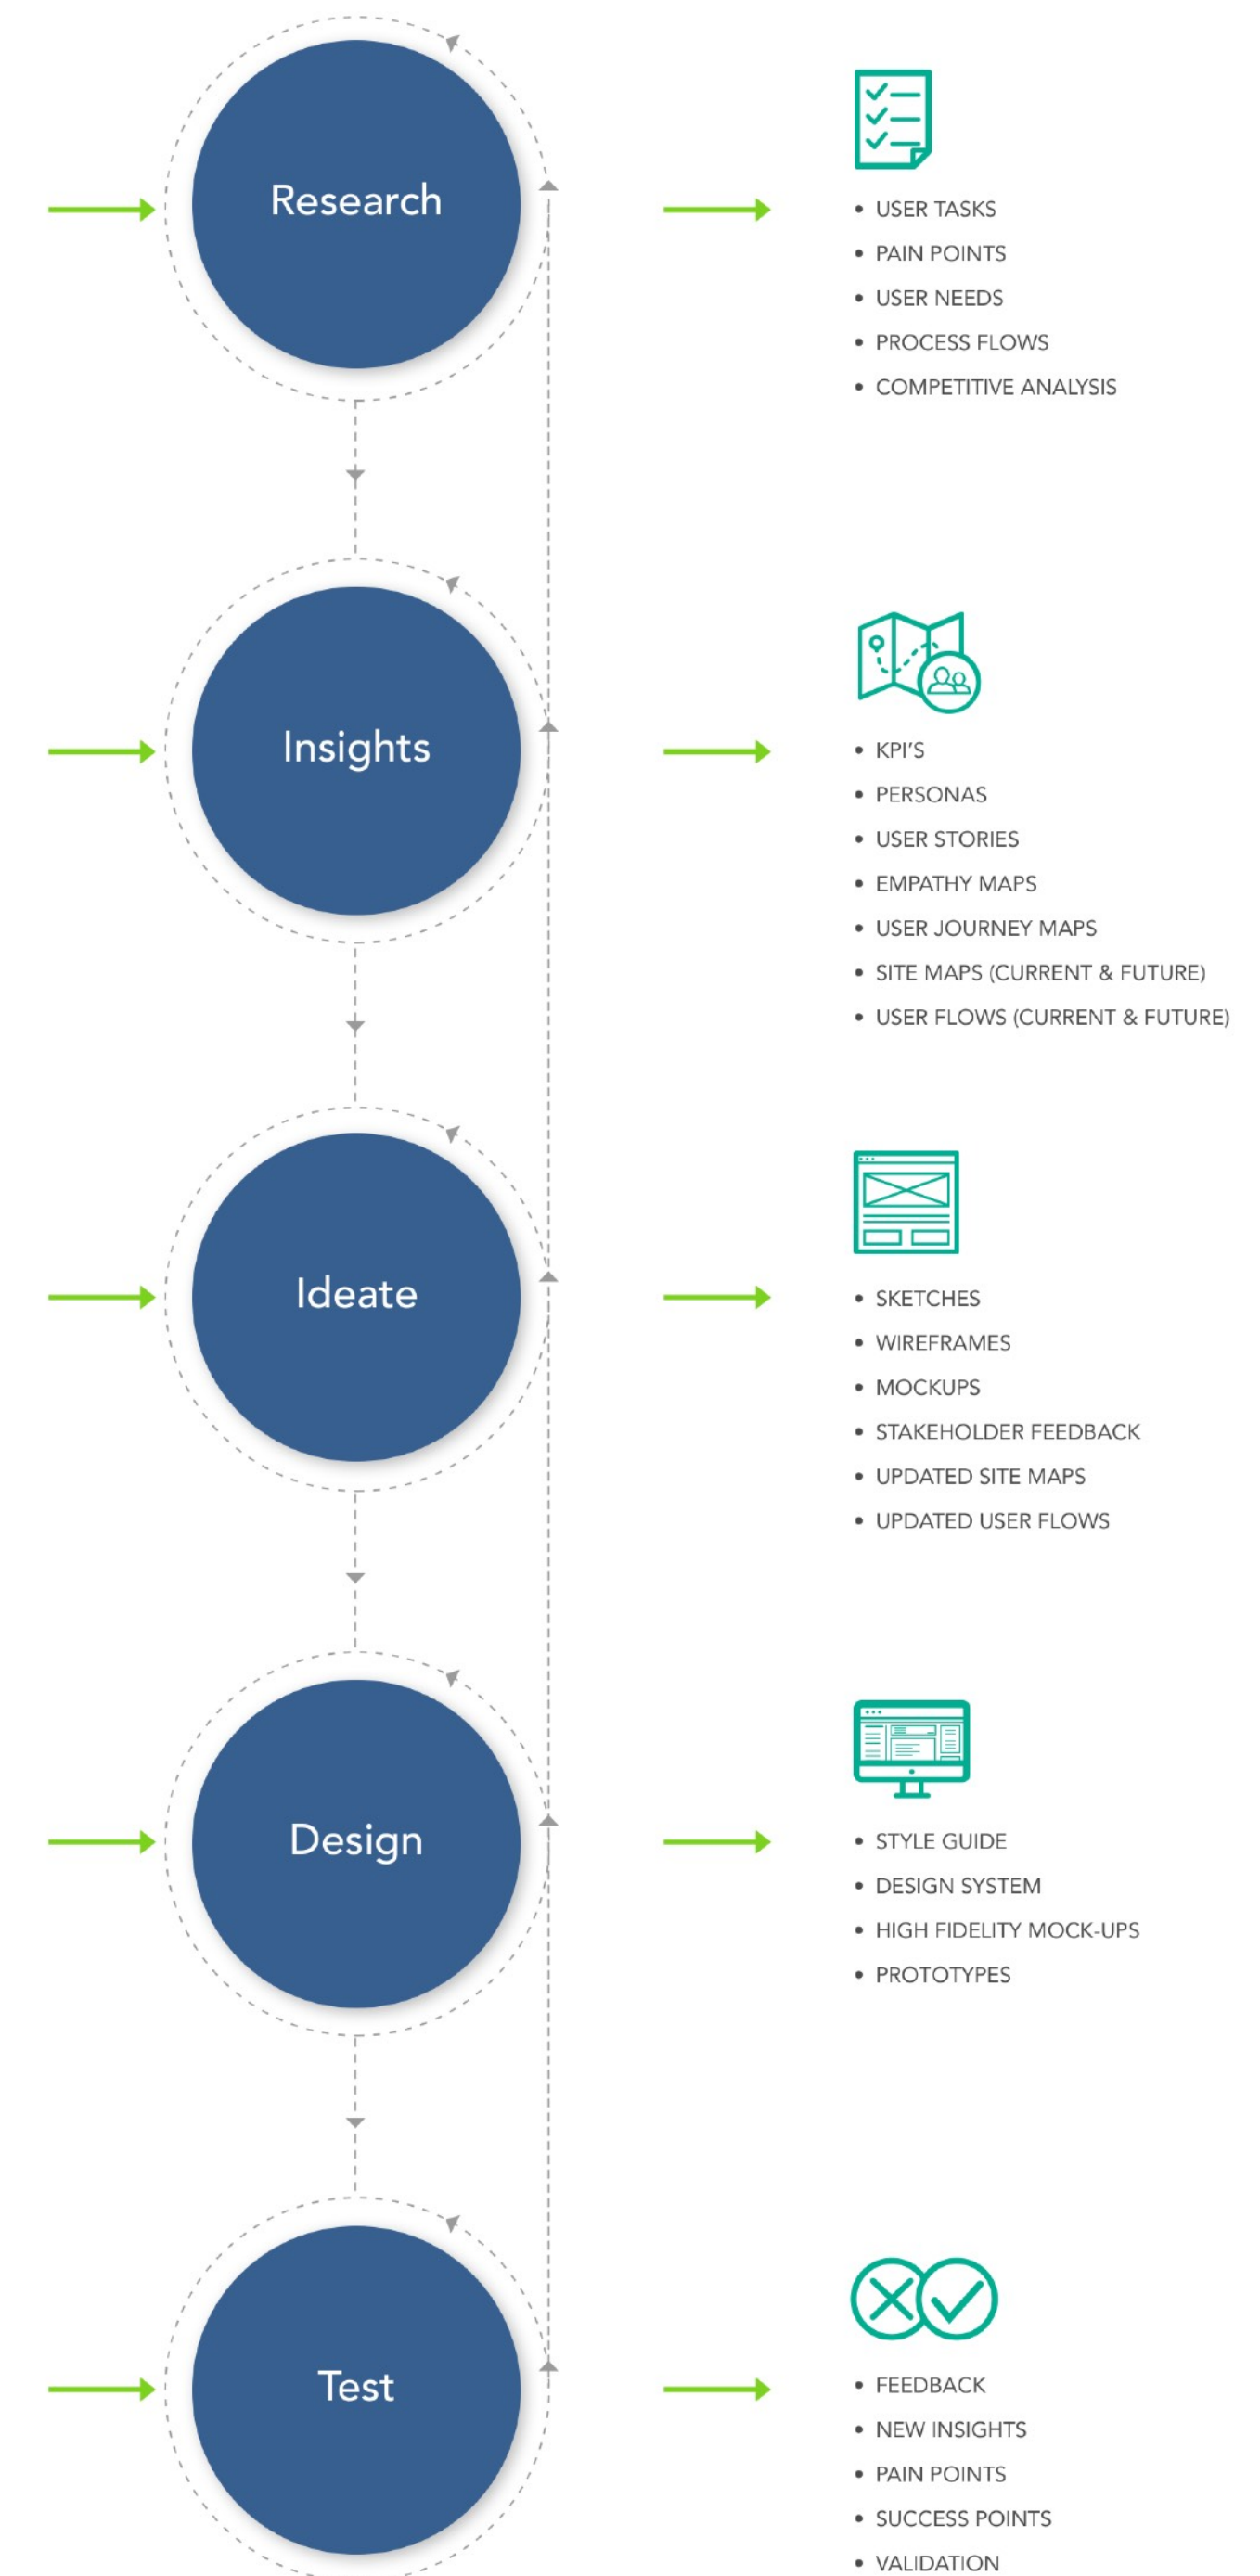 Research
• USER TASKS
• PAIN POINTS
• USER NEEDS
• PROCESS FLOWS
• COMPETITIVE ANALYSIS
Insights
• KPI'S
• PERSONAS
• USER STORIES
• EMPATHY MAPS
• USER JOURNEY MAPS
• SITE MAPS (CURRENT & FUTURE)
• USER FLOWS (CURRENT & FUTURE)
Ideate
• SKETCHES
• WIREFRAMES
• MOCKUPS
• STAKEHOLDER FEEDBACK
• UPDATED SITE MAPS
• UPDATED USER FLOWS
Design
• STYLE GUIDE
• DESIGN SYSTEM
• HIGH FIDELITY MOCK-UPS
• PROTOTYPES
Test
• FEEDBACK
• NEW INSIGHTS
• PAIN POINTS
• SUCCESS POINTS
• VALIDATION